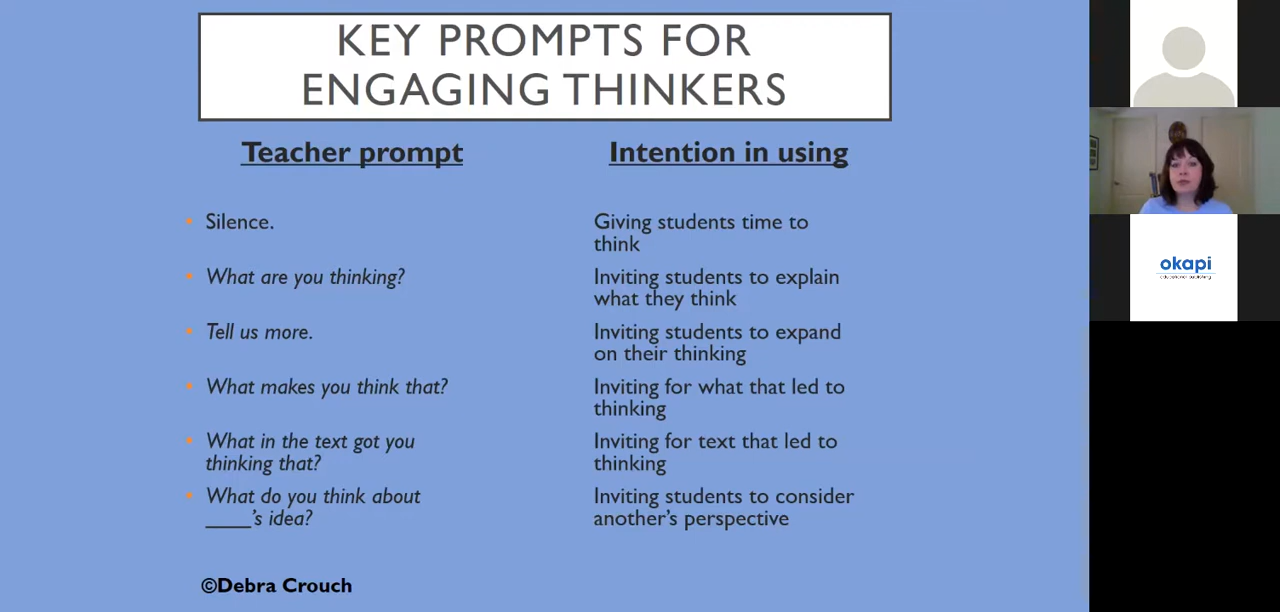 KEY PROMPTS FOR
ENGAGING THINKERS
Teacher prompt
Intention in using
• Silence.
Giving students time to
think
• What are you thinking?
Inviting students to explain
what they think
• Tell us more.
Inviting students to expand
on their thinking
• What makes you think that?
Inviting for what that led to
thinking
• What in the text got you
thinking that?
Inviting for text that led to
thinking
• What do you think about
____'s idea?
Inviting students to consider
another's perspective
©Debra Crouch
okapi
educational publishing